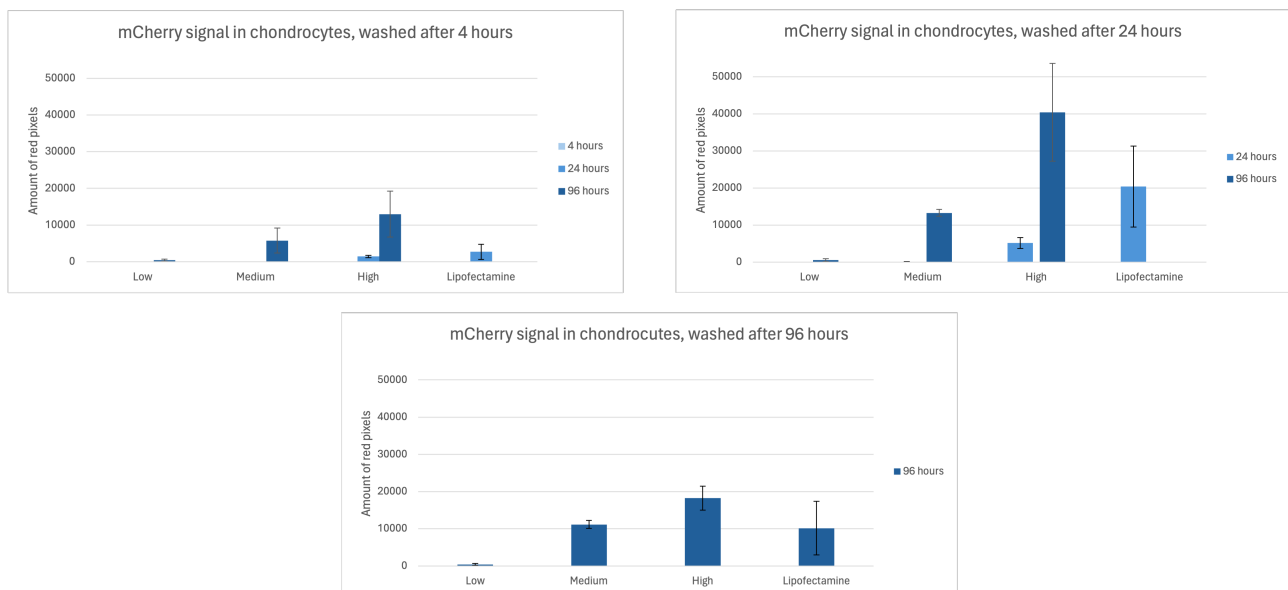 mCherry signal in chondrocytes, washed after 4 hours
Amount of red pixels
50000
40000
30000
20000
10000
0
Low Medium High Lipofectamine
4 hours
24 hours
96 hours
mCherry signal in chondrocytes, washed after 24 hours
Amount of red pixels
50000
40000
30000
20000
10000
0
Low Medium High Lipofectamine
24 hours
96 hours
mCherry signal in chondrocutes, washed after 96 hours
Amount of red pixels
50000
40000
30000
20000
10000
0
Low Medium High Lipofectamine
96 hours